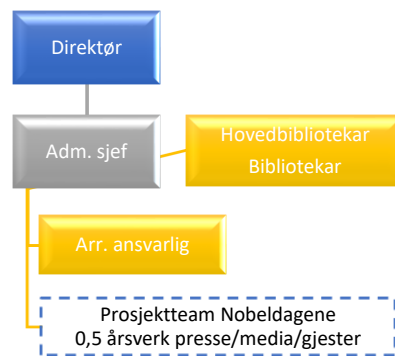 Direktør
Adm. sjef
Hovedbibliotekar
Bibliotekar
Arr. ansvarlig
Prosjektteam Nobeldagene
0,5 årsverk presse/media/gjester